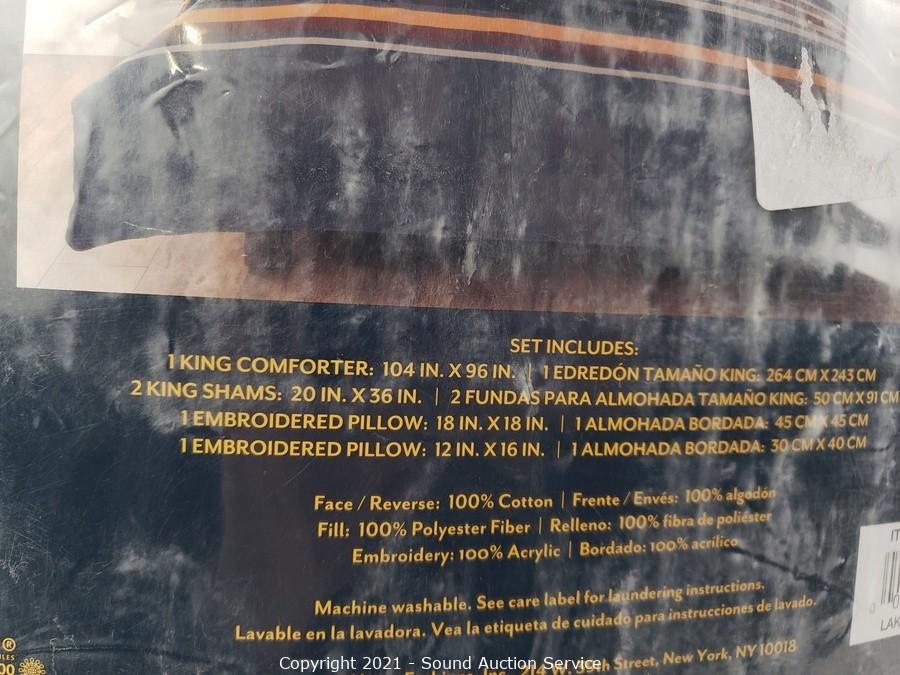 SET INCLUDES:
1 KING COMFORTER: 104 IN. X 96 IN. | 1 EDREDÓN TAMAÑO KING: 264 CM X 243 CM
2 KING SHAMS: 20 IN. X 36 IN. | 2 FUNDAS PARA ALMOHADA TAMAÑO KING: 50 CM X 91 CM
1 EMBROIDERED PILLOW: 18 IN. X 18 IN. | 1 ALMOHADA BORDADA: 45 CM X 45 CM
1 EMBROIDERED PILLOW: 12 IN. X 16 IN. | 1 ALMOHADA BORDADA: 30 CM X 40 CM
Face / Reverse: 100% Cotton | Frente / Envés: 100% algodón
Fill: 100% Polyester Fiber | Relleno: 100% fibra de poliéster
Embroidery: 100% Acrylic | Bordado: 100% acrílico
Machine washable. See care label for laundering instructions.
Lavable en la lavadora. Vea la etiqueta de cuidado para instrucciones de lavado.
Inc. 214 W. 39th Street, New York, NY 10018
IT
LAK
Copyright 2021 - Sound Auction Service